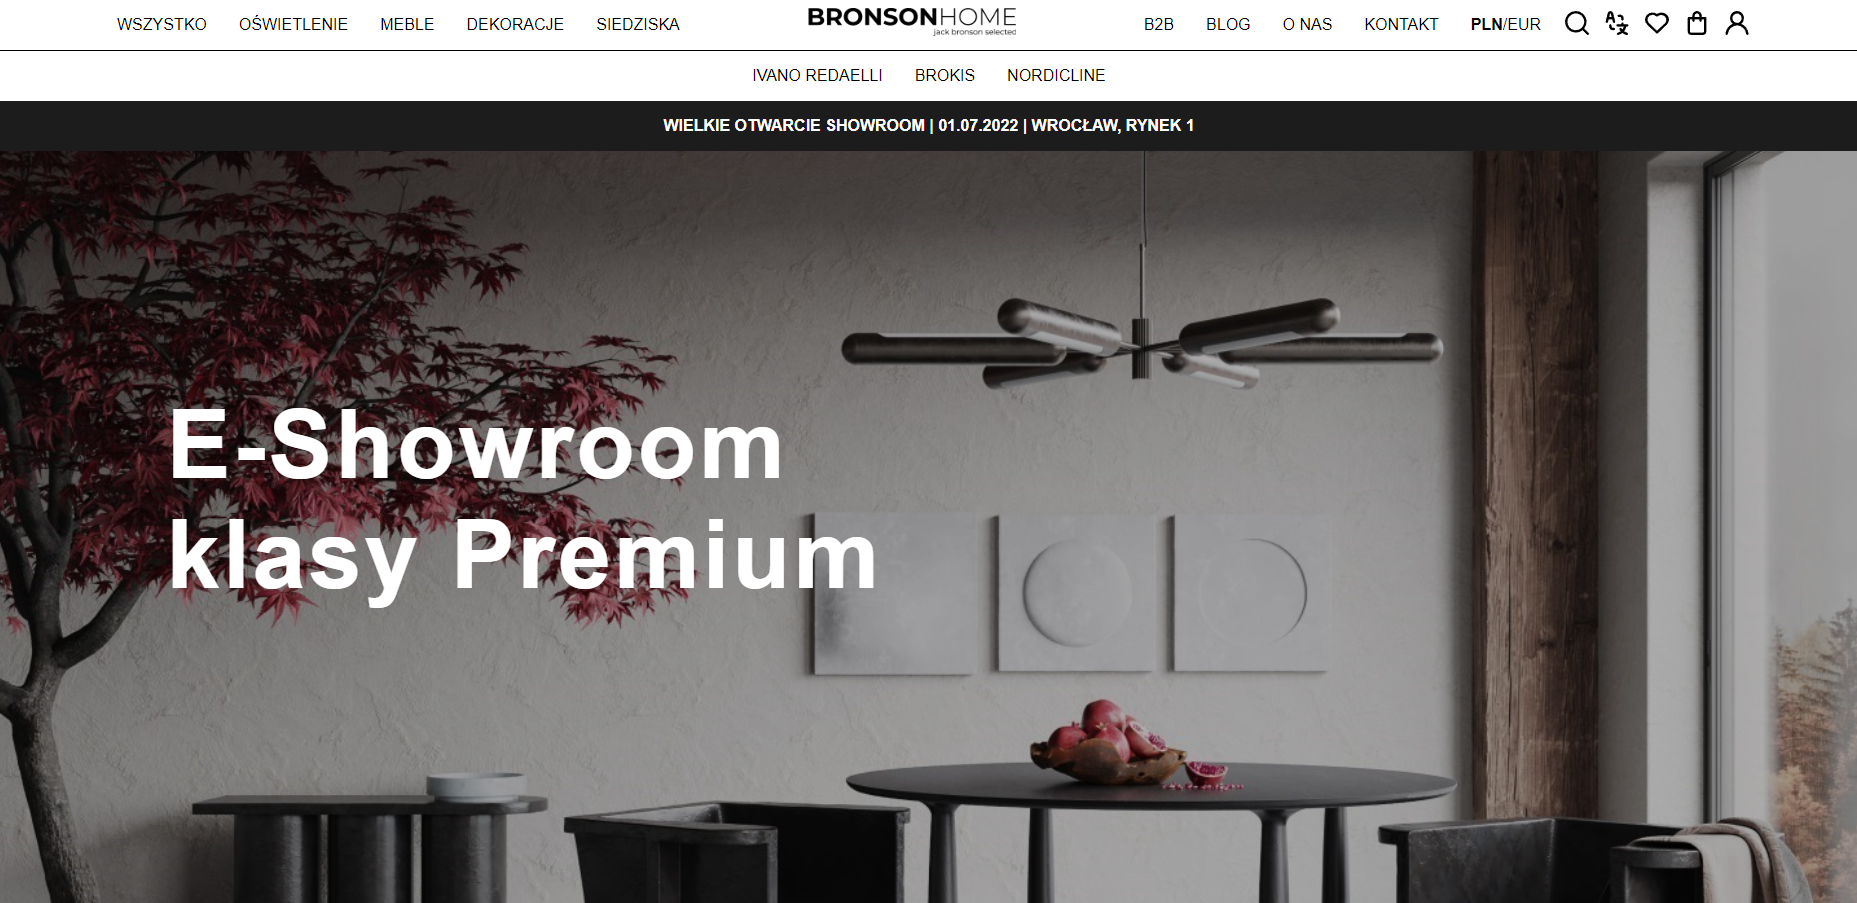 WSZYSTKO OŚWIETLENIE MEBLE DEKORACJE SIEDZISKA BRONSONHOME B2B BLOG O NAS KONTAKT PLN/EUR
jack bronson selected
IVANO REDAELLI BROKIS NORDICLINE
WIELKIE OTWARCIE SHOWROOM | 01.07.2022 | WROCŁAW, RYNEK 1
E-Showroom
klasy Premium